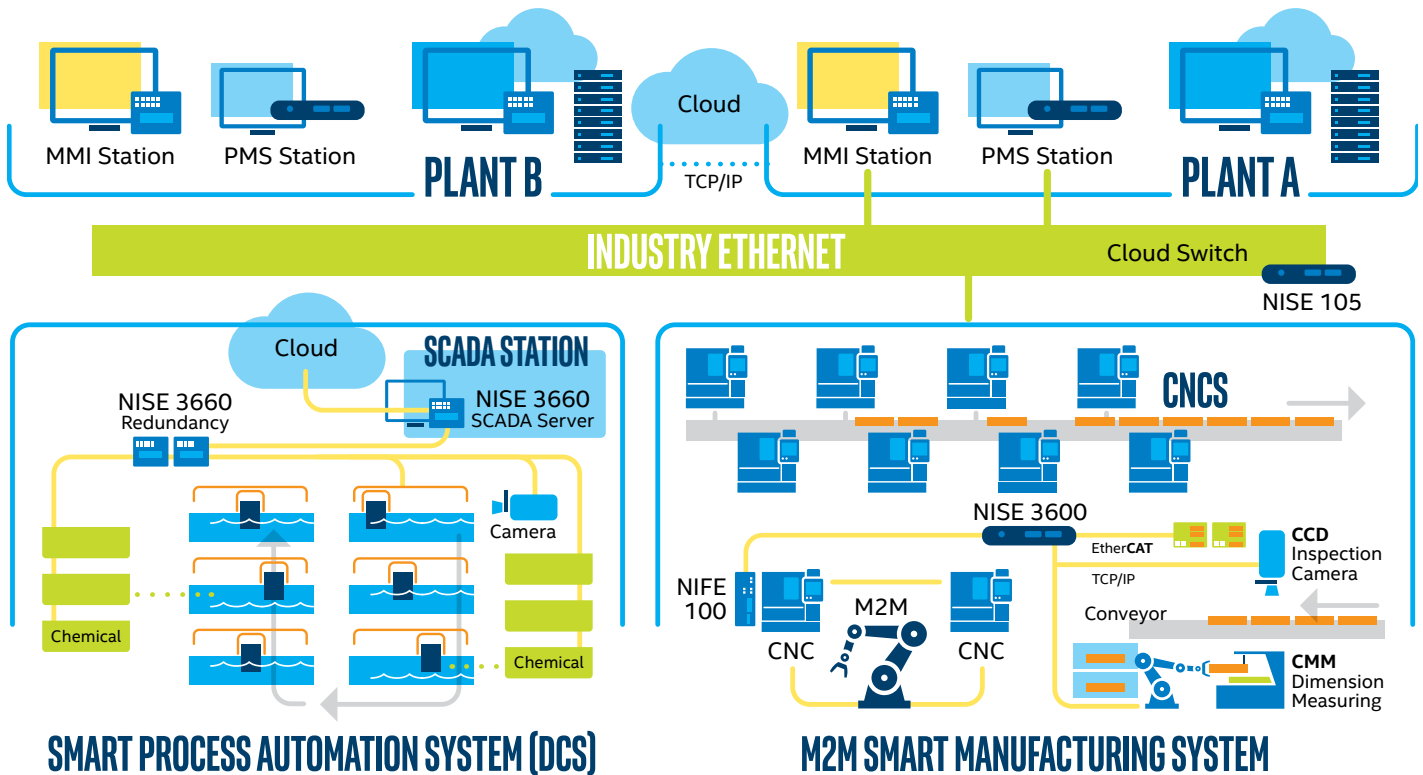 Cloud
MMI Station
PMS Station
PLANT B
TCP/IP
MMI Station
PMS Station
PLANT A
INDUSTRY ETHERNET
Cloud Switch
NISE 105
Cloud
SCADA STATION
NISE 3660
SCADA Server
NISE 3660
Redundancy
Camera
Chemical
Chemical
SMART PROCESS AUTOMATION SYSTEM (DCS)
CNCS
NISE 3600
EtherCAT
TCP/IP
CCD
Inspection
Camera
NIFE
100
M2M
CNC
CNC
Conveyor
CMM
Dimension
Measuring
M2M SMART MANUFACTURING SYSTEM